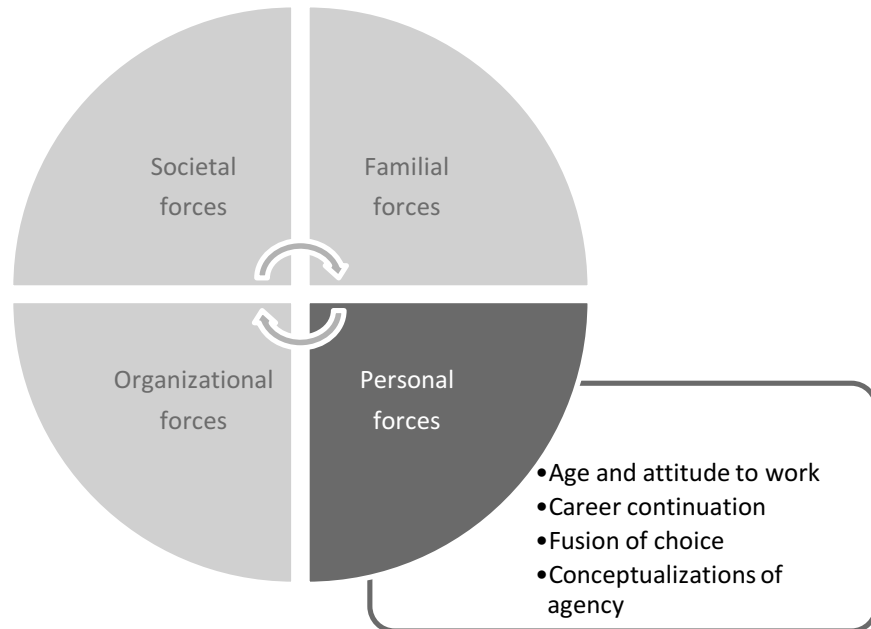 Societal
forces
Familial
forces
Organizational
forces
Personal
forces
•Age and attitude to work
•Career continuation
•Fusion of choice
•Conceptualizations of
agency